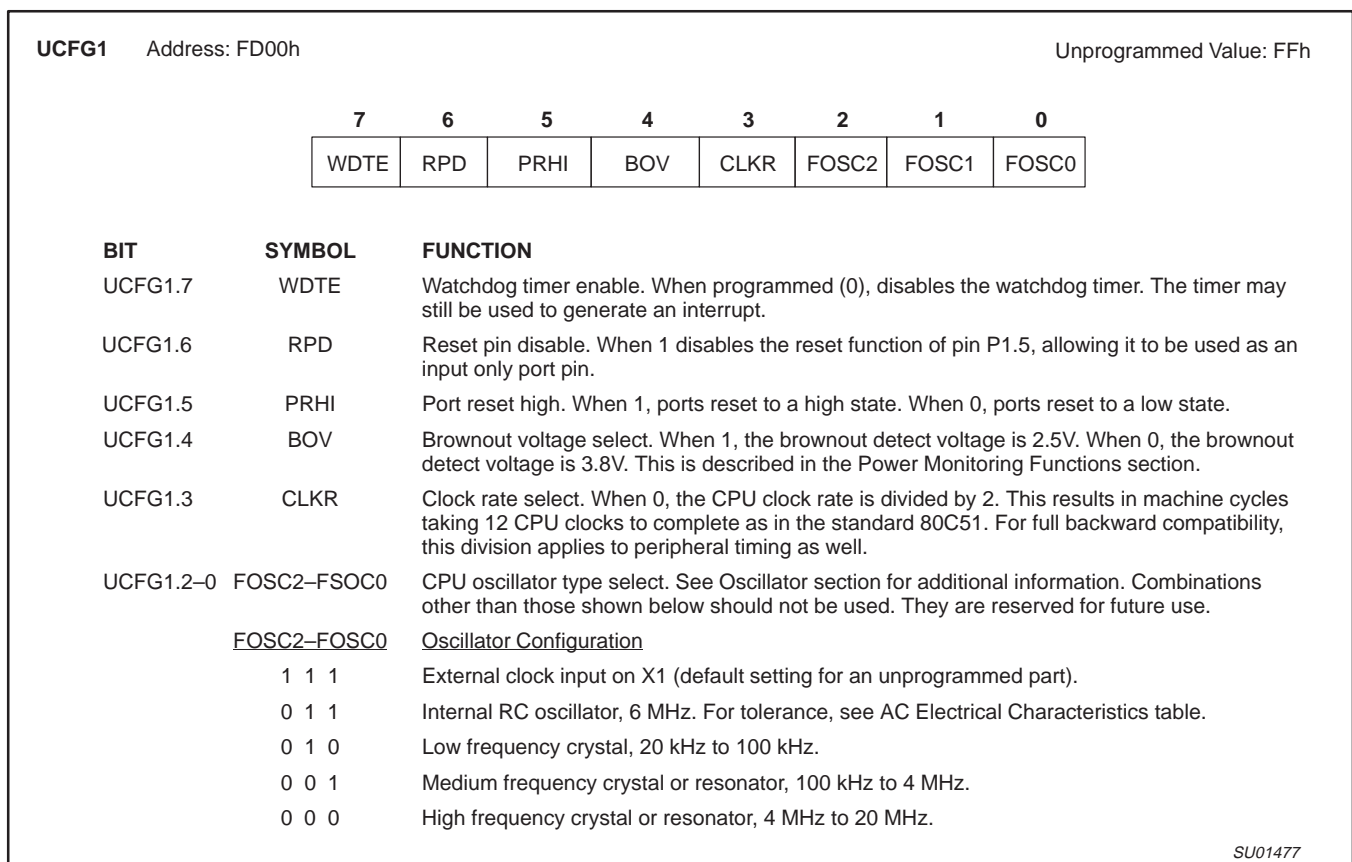 UCFG1 Address: FD00h Unprogrammed Value: FFh
7 6 5 4 3 2 1 0
WDTE RPD PRHI BOV CLKR FOSC2 FOSC1 FOSC0
BIT SYMBOL FUNCTION
UCFG1.7 WDTE Watchdog timer enable. When programmed (0), disables the watchdog timer. The timer may
still be used to generate an interrupt.
UCFG1.6 RPD Reset pin disable. When 1 disables the reset function of pin P1.5, allowing it to be used as an
input only port pin.
UCFG1.5 PRHI Port reset high. When 1, ports reset to a high state. When 0, ports reset to a low state.
UCFG1.4 BOV Brownout voltage select. When 1, the brownout detect voltage is 2.5V. When 0, the brownout
detect voltage is 3.8V. This is described in the Power Monitoring Functions section.
UCFG1.3 CLKR Clock rate select. When 0, the CPU clock rate is divided by 2. This results in machine cycles
taking 12 CPU clocks to complete as in the standard 80C51. For full backward compatibility,
this division applies to peripheral timing as well.
UCFG1.2–0 FOSC2–FSOC0 CPU oscillator type select. See Oscillator section for additional information. Combinations
other than those shown below should not be used. They are reserved for future use.
FOSC2–FOSC0 Oscillator Configuration
1 1 1 External clock input on X1 (default setting for an unprogrammed part).
0 1 1 Internal RC oscillator, 6 MHz. For tolerance, see AC Electrical Characteristics table.
0 1 0 Low frequency crystal, 20 kHz to 100 kHz.
0 0 1 Medium frequency crystal or resonator, 100 kHz to 4 MHz.
0 0 0 High frequency crystal or resonator, 4 MHz to 20 MHz.
SU01477